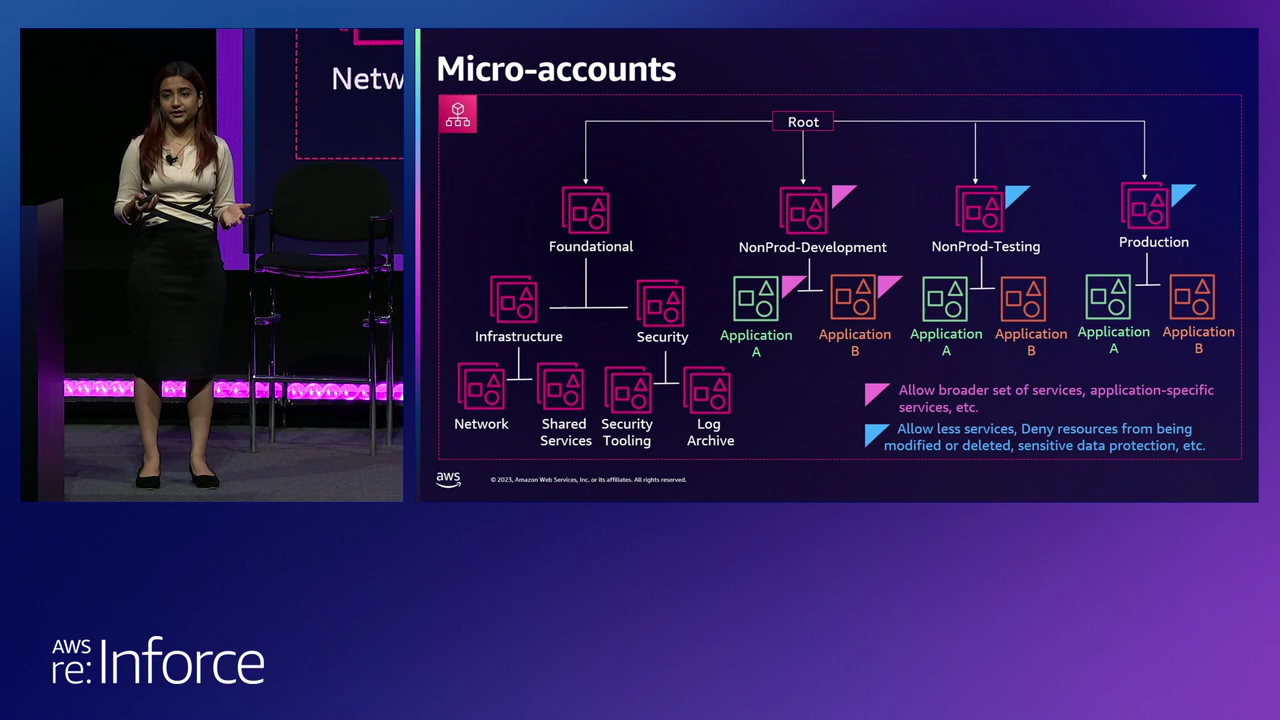 Netw
Micro-accounts
Root
Foundational
NonProd-Development
NonProd-Testing
Production
Infrastructure
Security
Application
A
Application
B
Application
A
Application
B
Application
A
Application
B
Network
Shared
Services
Security
Tooling
Log
Archive
Allow broader set of services, application-specific
services, etc.
Allow less services, Deny resources from being
modified or deleted, sensitive data protection, etc.
aws
© 2023, Amazon Web Services, Inc. or its affiliates. All rights reserved.
AWS
re:Inforce